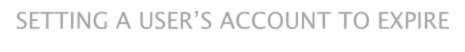 SETTING A USER’S ACCOUNT TO EXPIRE